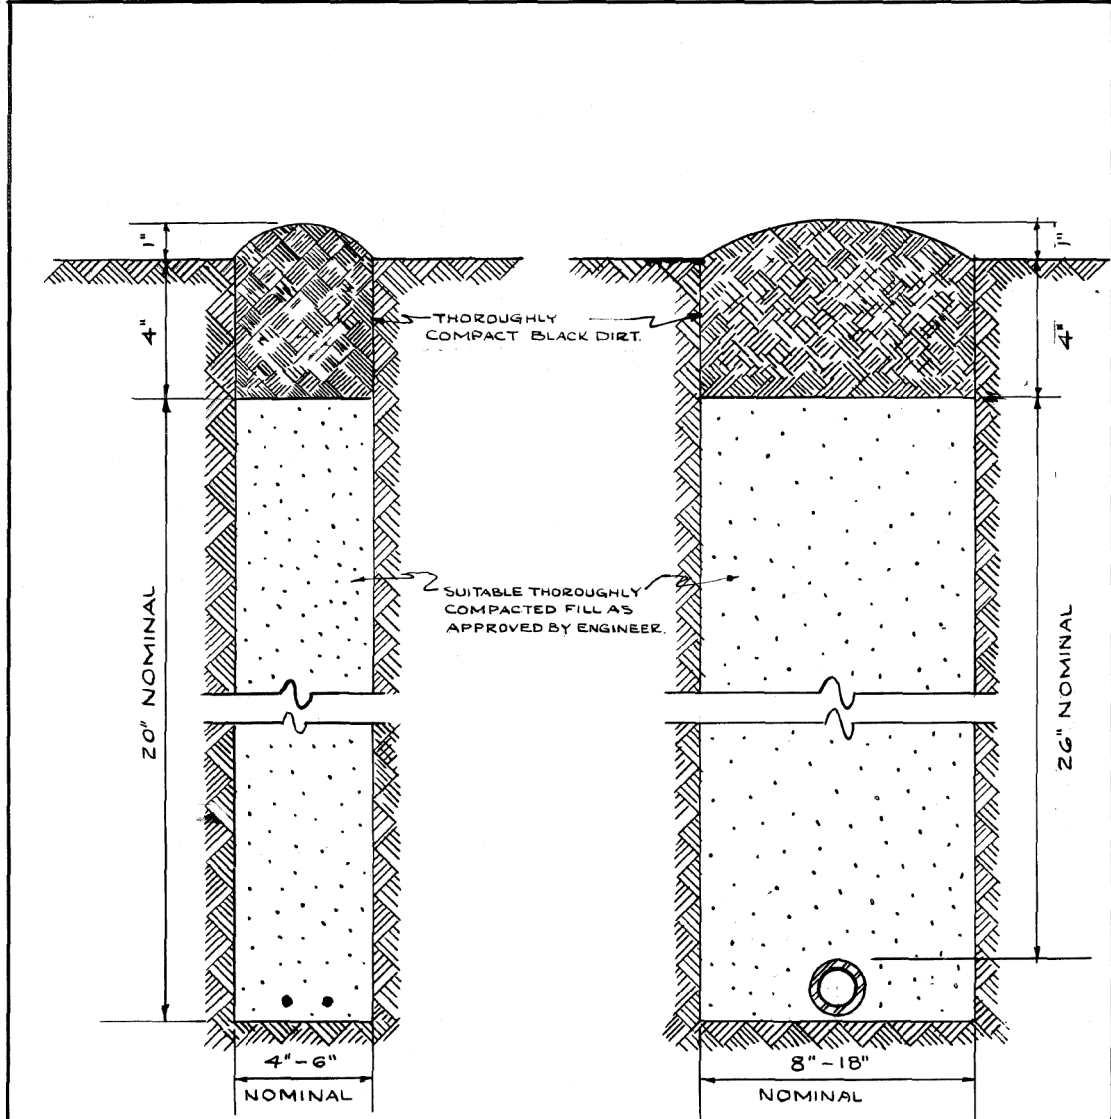 1"
1"
4"
4"
THOROUGHLY
COMPACT BLACK DIRT.
SUITABLE THOROUGHLY
COMPACTED FILL AS
APPROVED BY ENGINEER.
20" NOMINAL
26" NOMINAL
4"-6"
NOMINAL
8"-18"
NOMINAL